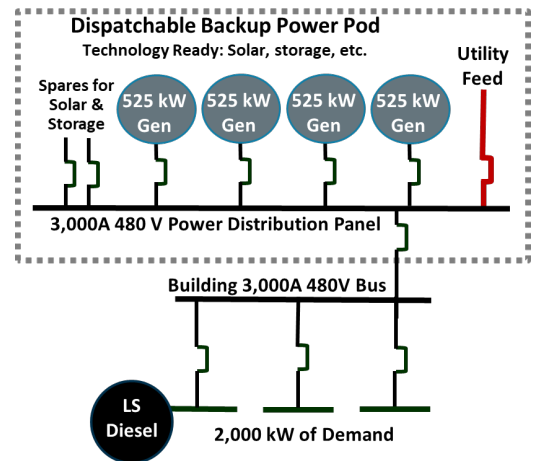 Dispatchable Backup Power Pod
Technology Ready: Solar, storage, etc.
Utility
Feed
Spares for
Solar &
Storage
525 kW
Gen
525 kW
Gen
525 kW
Gen
525 kW
Gen
3,000A 480 V Power Distribution Panel
Building 3,000A 480V Bus
LS
Diesel
2,000 kW of Demand